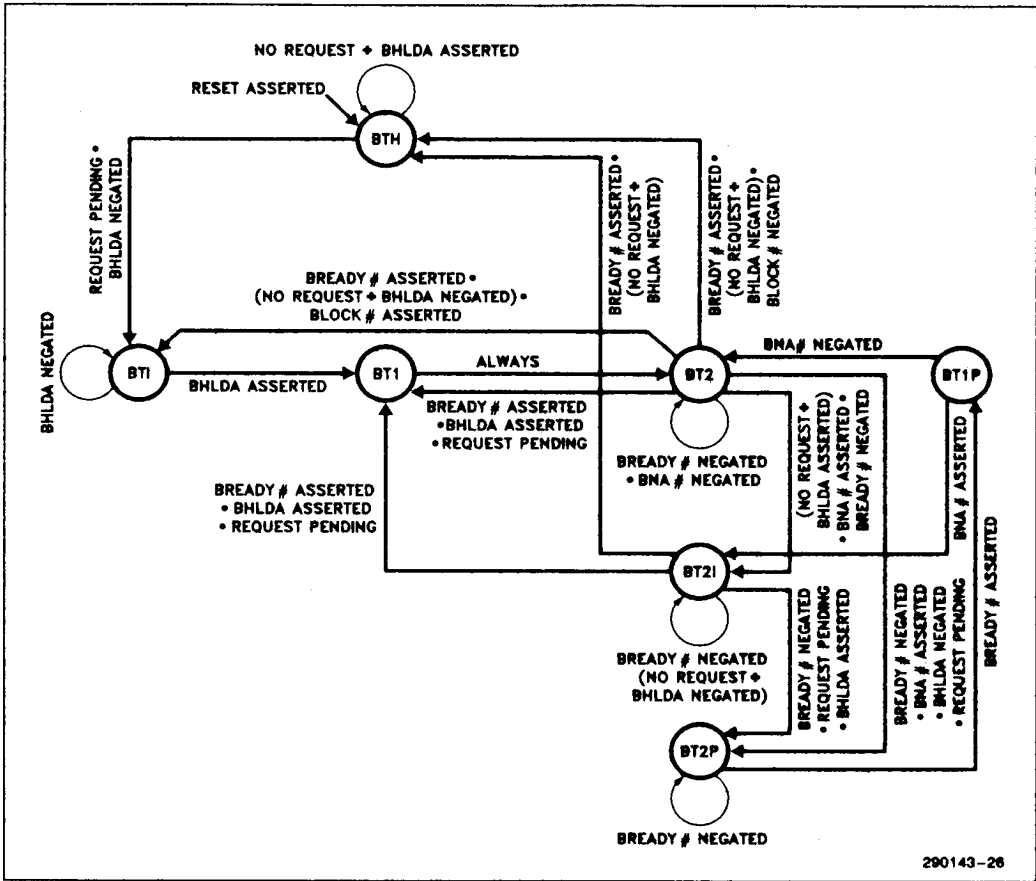 NO REQUEST + BHLDA ASSERTED
RESET ASSERTED
BTH
REQUEST PENDING •
BHLDA NEGATED
BREADY # ASSERTED •
(NO REQUEST +
BHLDA NEGATED)
BREADY # ASSERTED •
(NO REQUEST +
BHLDA NEGATED) •
BLOCK # NEGATED
BREADY # ASSERTED •
(NO REQUEST + BHLDA NEGATED) •
BLOCK # ASSERTED
BHLDA NEGATED
BTI
BHLDA ASSERTED
BT1
ALWAYS
BT2
BNA # NEGATED
BT1P
BREADY # ASSERTED
• BHLDA ASSERTED
• REQUEST PENDING
BREADY # NEGATED
• BNA # NEGATED
(NO REQUEST +
BHLDA ASSERTED)
• BNA # ASSERTED •
BREADY # NEGATED
BNA # ASSERTED
BREADY # ASSERTED
BREADY # ASSERTED
• BHLDA ASSERTED
• REQUEST PENDING
BT2I
BREADY # NEGATED
(NO REQUEST +
BHLDA NEGATED)
BREADY # NEGATED
• REQUEST PENDING
• BHLDA ASSERTED
BREADY # NEGATED
• BNA # ASSERTED
• BHLDA NEGATED
• REQUEST PENDING
BT2P
BREADY # NEGATED
290143-26